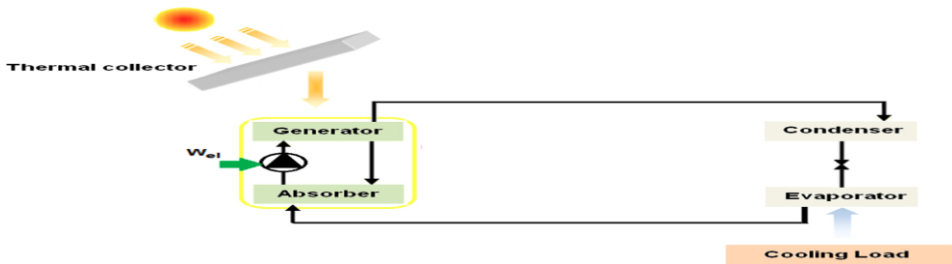 Thermal collector
Generator
Condenser
Wel
Absorber
Evaporator
Cooling Load